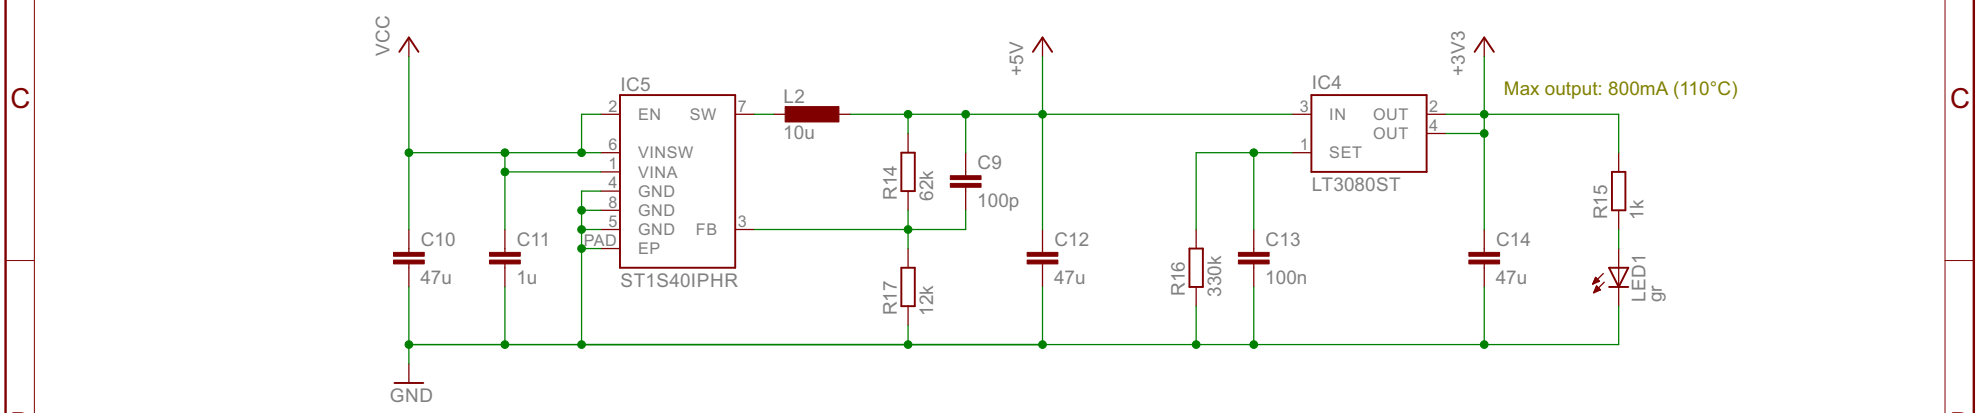 VCC
+5V
+3V3
C
C
IC5
2
EN
SW
7
6
VINSW
1
VINA
4
GND
8
GND
5
GND
FB
3
PAD
EP
ST1S40IPHR
L2
10u
R14
62k
C9
100p
R17
12k
C10
47u
C11
1u
C12
47u
IC4
3
IN
OUT
2
OUT
4
1
SET
LT3080ST
Max output: 800mA (110°C)
R16
330k
C13
100n
C14
47u
R15
1k
LED1
gr
GND